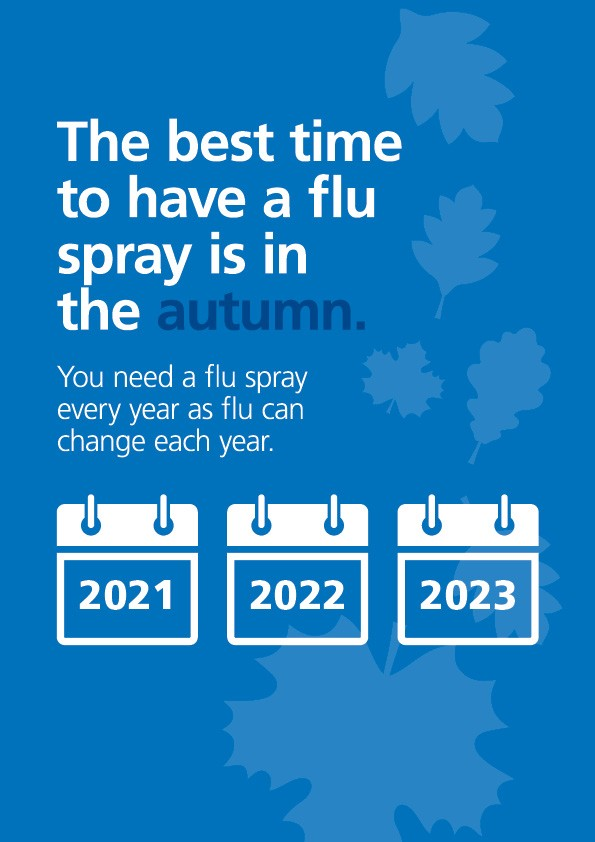 The best time
to have a flu
spray is in
the autumn.
You need a flu spray
every year as flu can
change each year.
2021 2022 2023